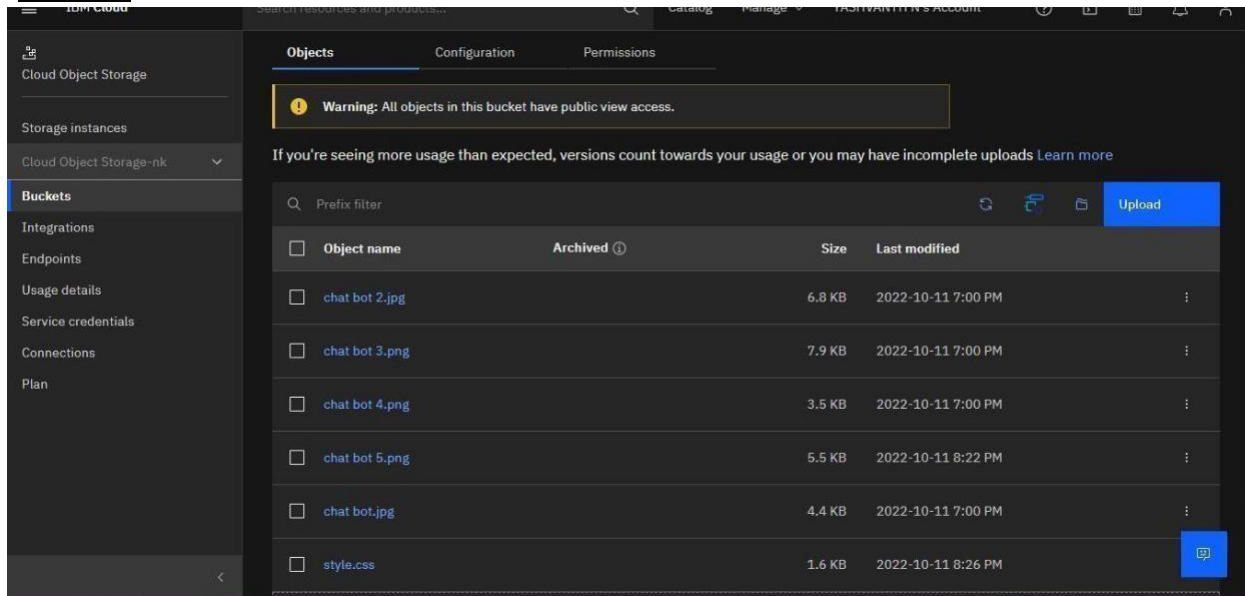 IBM Cloud
Search resources and products...
Catalog
Manage
YASHVANTH N's Account
Cloud Object Storage
Storage instances
Cloud Object Storage-nk
Buckets
Integrations
Endpoints
Usage details
Service credentials
Connections
Plan
Objects Configuration Permissions
Warning: All objects in this bucket have public view access.
If you're seeing more usage than expected, versions count towards your usage or you may have incomplete uploads Learn more
Prefix filter
Upload
Object name Archived Size Last modified
chat bot 2.jpg 6.8 KB 2022-10-11 7:00 PM
chat bot 3.png 7.9 KB 2022-10-11 7:00 PM
chat bot 4.png 3.5 KB 2022-10-11 7:00 PM
chat bot 5.png 5.5 KB 2022-10-11 8:22 PM
chat bot.jpg 4.4 KB 2022-10-11 7:00 PM
style.css 1.6 KB 2022-10-11 8:26 PM